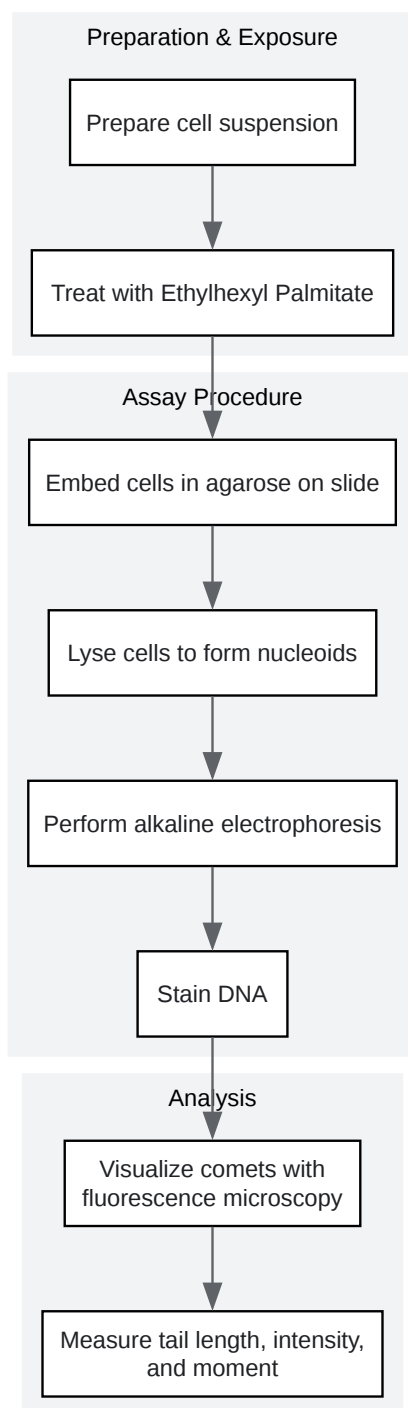 Preparation & Exposure
Prepare cell suspension
Treat with Ethylhexyl Palmitate
Assay Procedure
Embed cells in agarose on slide
Lyse cells to form nucleoids
Perform alkaline electrophoresis
Stain DNA
Analysis
Visualize comets with
fluorescence microscopy
Measure tail length, intensity,
and moment